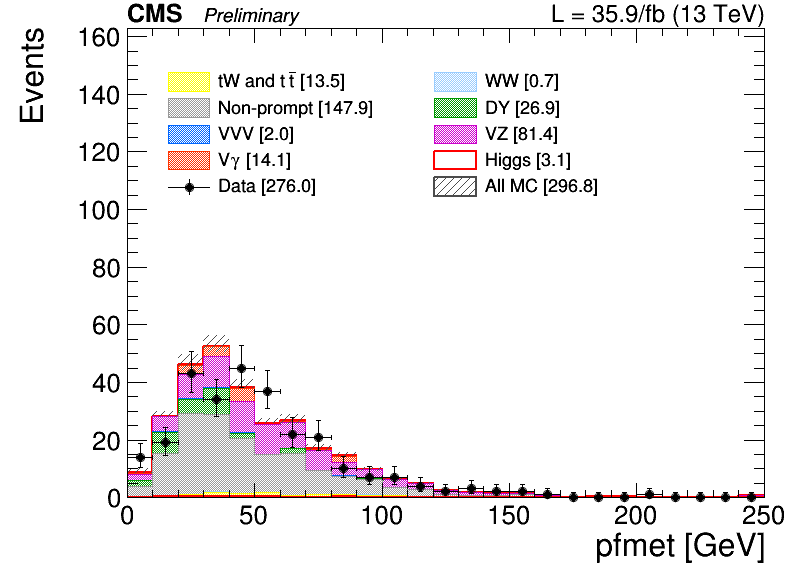 CMS Preliminary L = 35.9/fb (13 TeV)
Events
160
140
120
100
80
60
40
20
0
tW and t t̄ [13.5]
Non-prompt [147.9]
VVV [2.0]
Vγ [14.1]
Data [276.0]
WW [0.7]
DY [26.9]
VZ [81.4]
Higgs [3.1]
All MC [296.8]
0 50 100 150 200 250
pfmet [GeV]